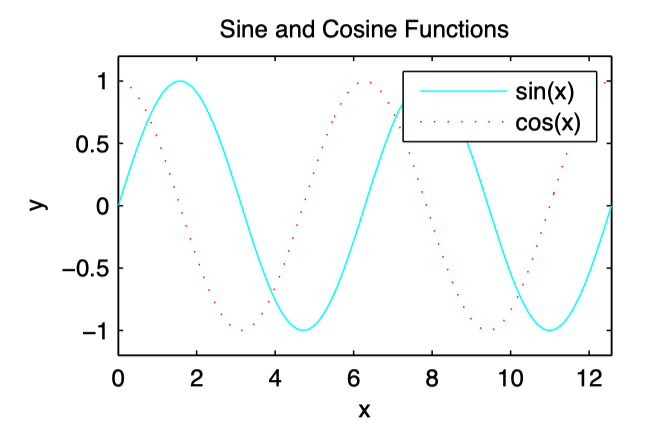 Sine and Cosine Functions
sin(x)
cos(x)
1
0.5
0
−0.5
−1
y
0 2 4 6 8 10 12
x